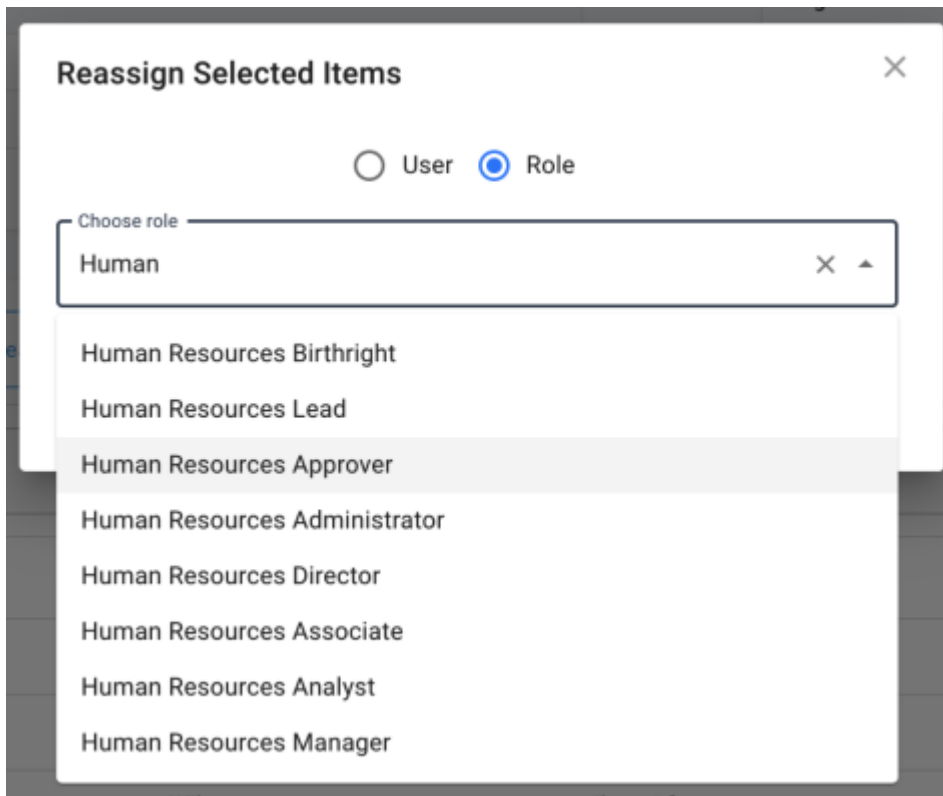 Reassign Selected Items
User Role
Choose role
Human
Human Resources Birthright
Human Resources Lead
Human Resources Approver
Human Resources Administrator
Human Resources Director
Human Resources Associate
Human Resources Analyst
Human Resources Manager